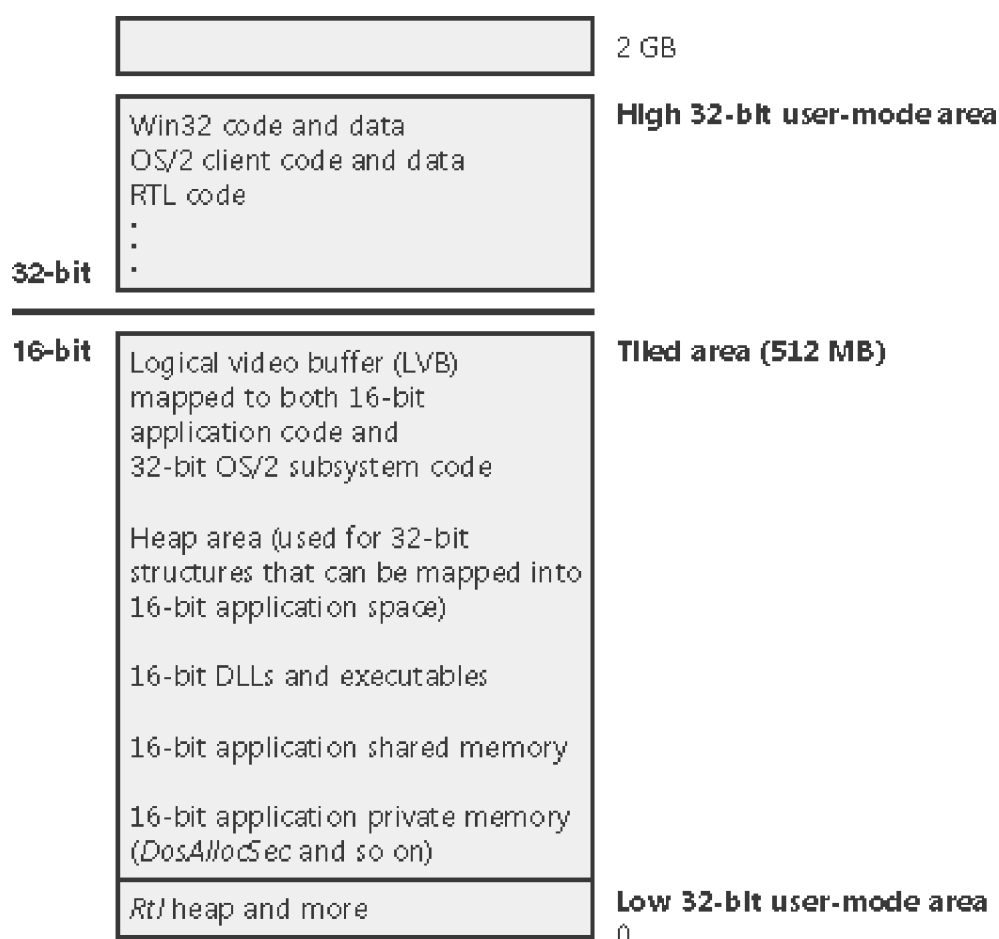 2 GB
High 32-bit user-mode area
Win32 code and data
OS/2 client code and data
RTL code
.
.
.
32-bit
16-bit
Tiled area (512 MB)
Logical video buffer (LVB)
mapped to both 16-bit
application code and
32-bit OS/2 subsystem code
Heap area (used for 32-bit
structures that can be mapped into
16-bit application space)
16-bit DLLs and executables
16-bit application shared memory
16-bit application private memory
(DosAllocSec and so on)
Rtl heap and more
Low 32-bit user-mode area
0